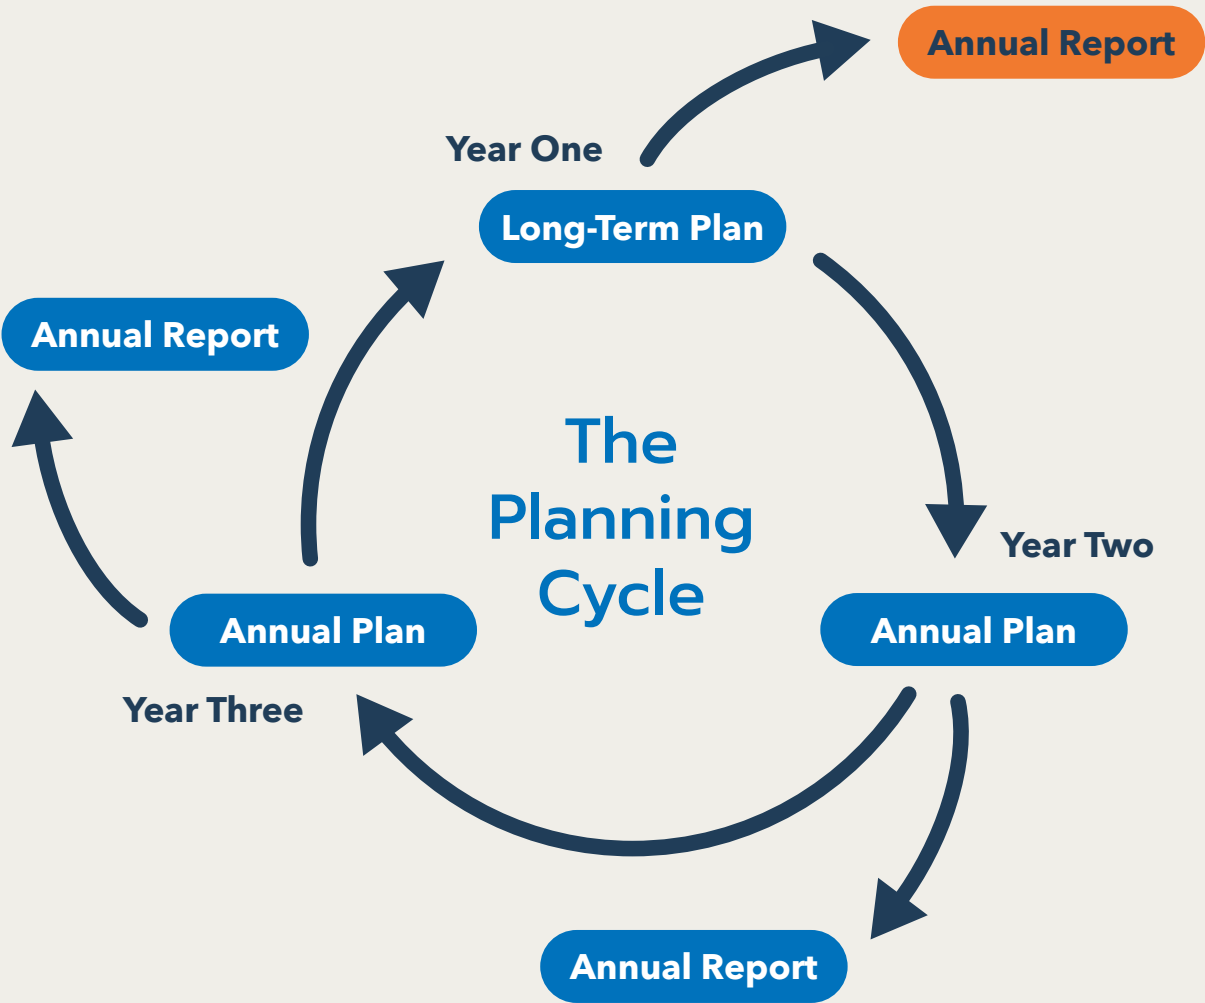 Annual Report
Year One
Long-Term Plan
Annual Report
The
Planning
Cycle
Year Two
Annual Plan
Annual Plan
Year Three
Annual Report